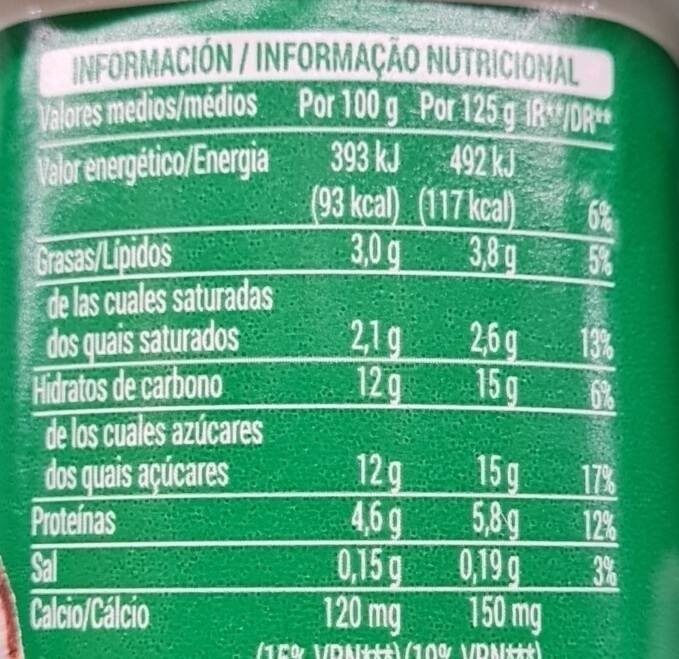 INFORMACIÓN / INFORMAÇÃO NUTRICIONAL
Valores medios/médios Por 100 g Por 125 g IR**/DR**
Valor energético/Energia 393 kJ 492 kJ
(93 kcal) (117 kcal) 6%
Grasas/Lípidos 3,0 g 3,8 g 5%
de las cuales saturadas
dos quais saturados 2,1 g 2,6 g 13%
Hidratos de carbono 12 g 15 g 6%
de los cuales azúcares
dos quais açúcares 12 g 15 g 17%
Proteínas 4,6 g 5,8 g 12%
Sal 0,15 g 0,19 g 3%
Calcio/Cálcio 120 mg 150 mg
VRN***)